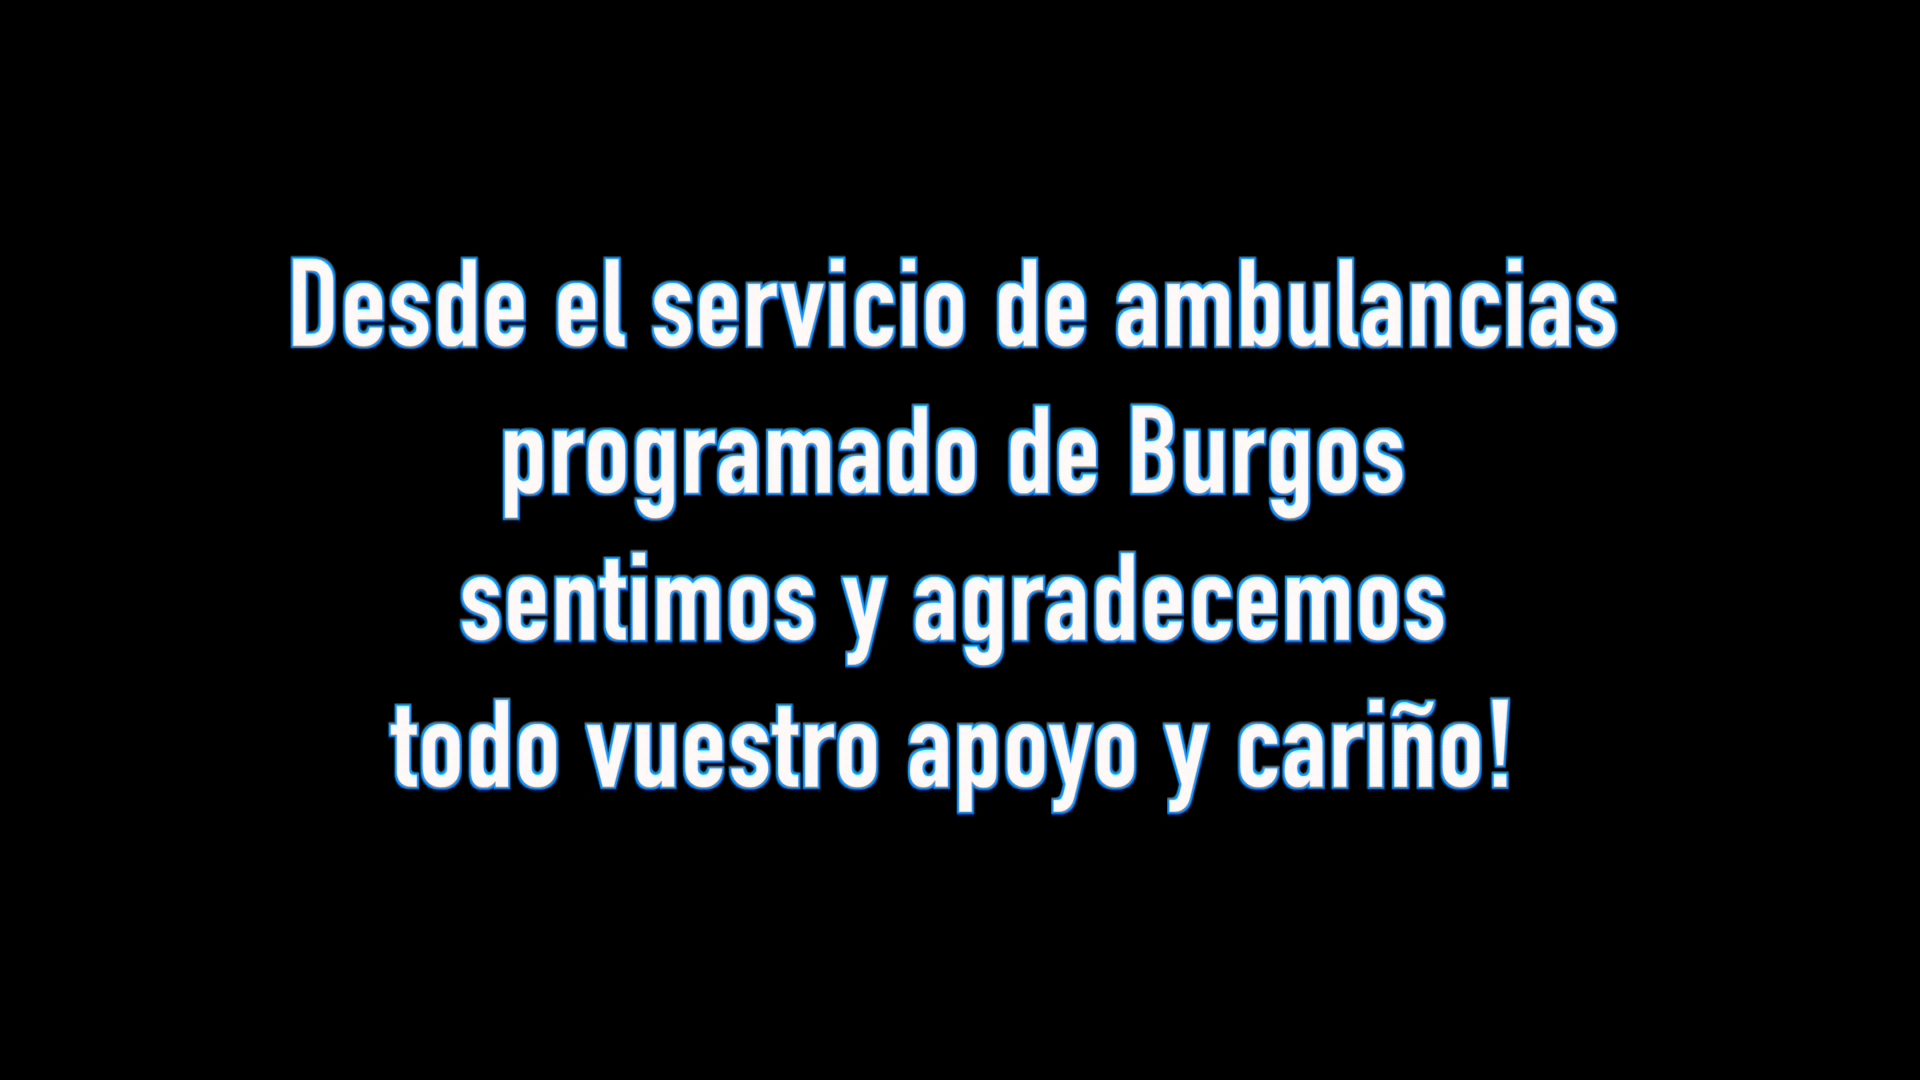 Desde el servicio de ambulancias
programado de Burgos
sentimos y agradecemos
todo vuestro apoyo y cariño!